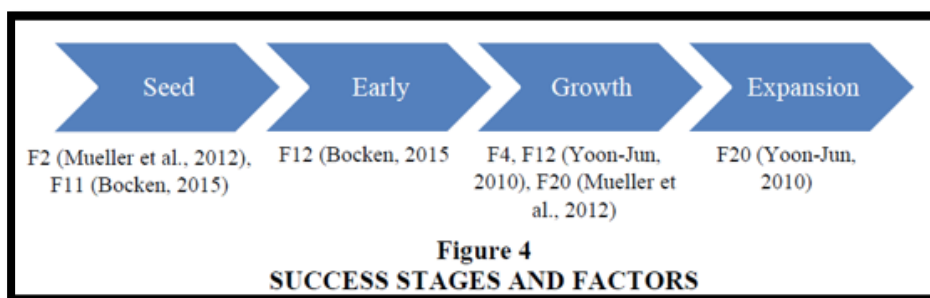 Seed
Early
Growth
Expansion
F2 (Mueller et al., 2012),
F11 (Bocken, 2015)
F12 (Bocken, 2015
F4, F12 (Yoon-Jun,
2010), F20 (Mueller et
al., 2012)
F20 (Yoon-Jun,
2010)
Figure 4
SUCCESS STAGES AND FACTORS